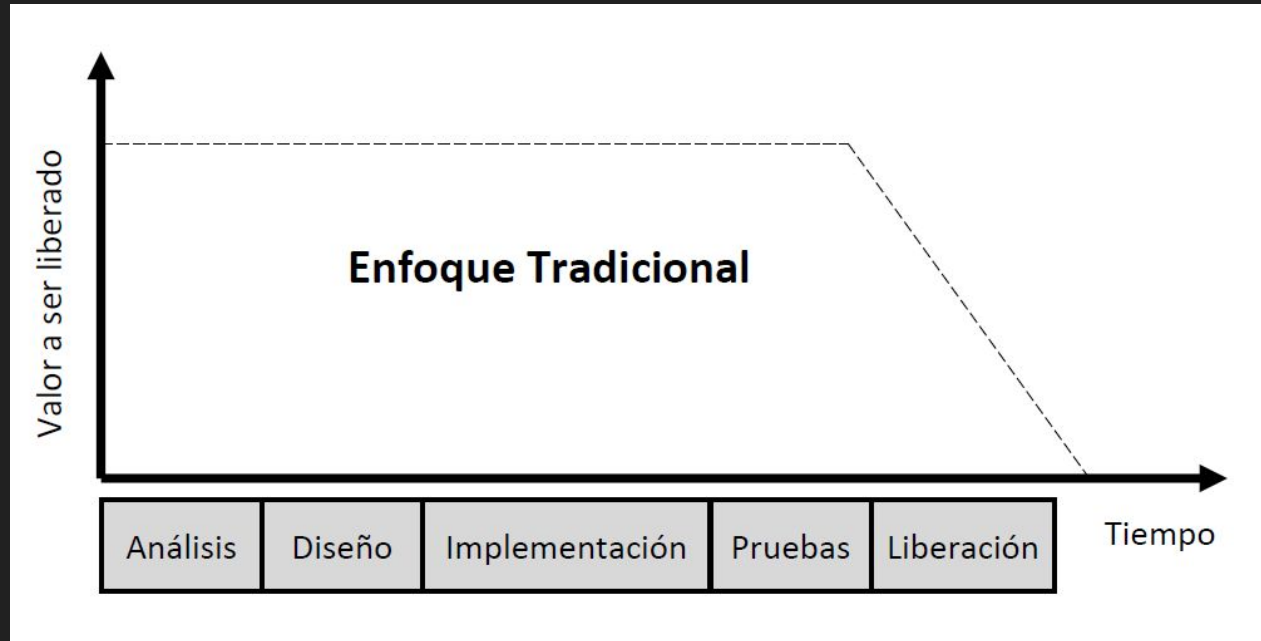 Valor a ser liberado
Enfoque Tradicional
Análisis
Diseño
Implementación
Pruebas
Liberación
Tiempo